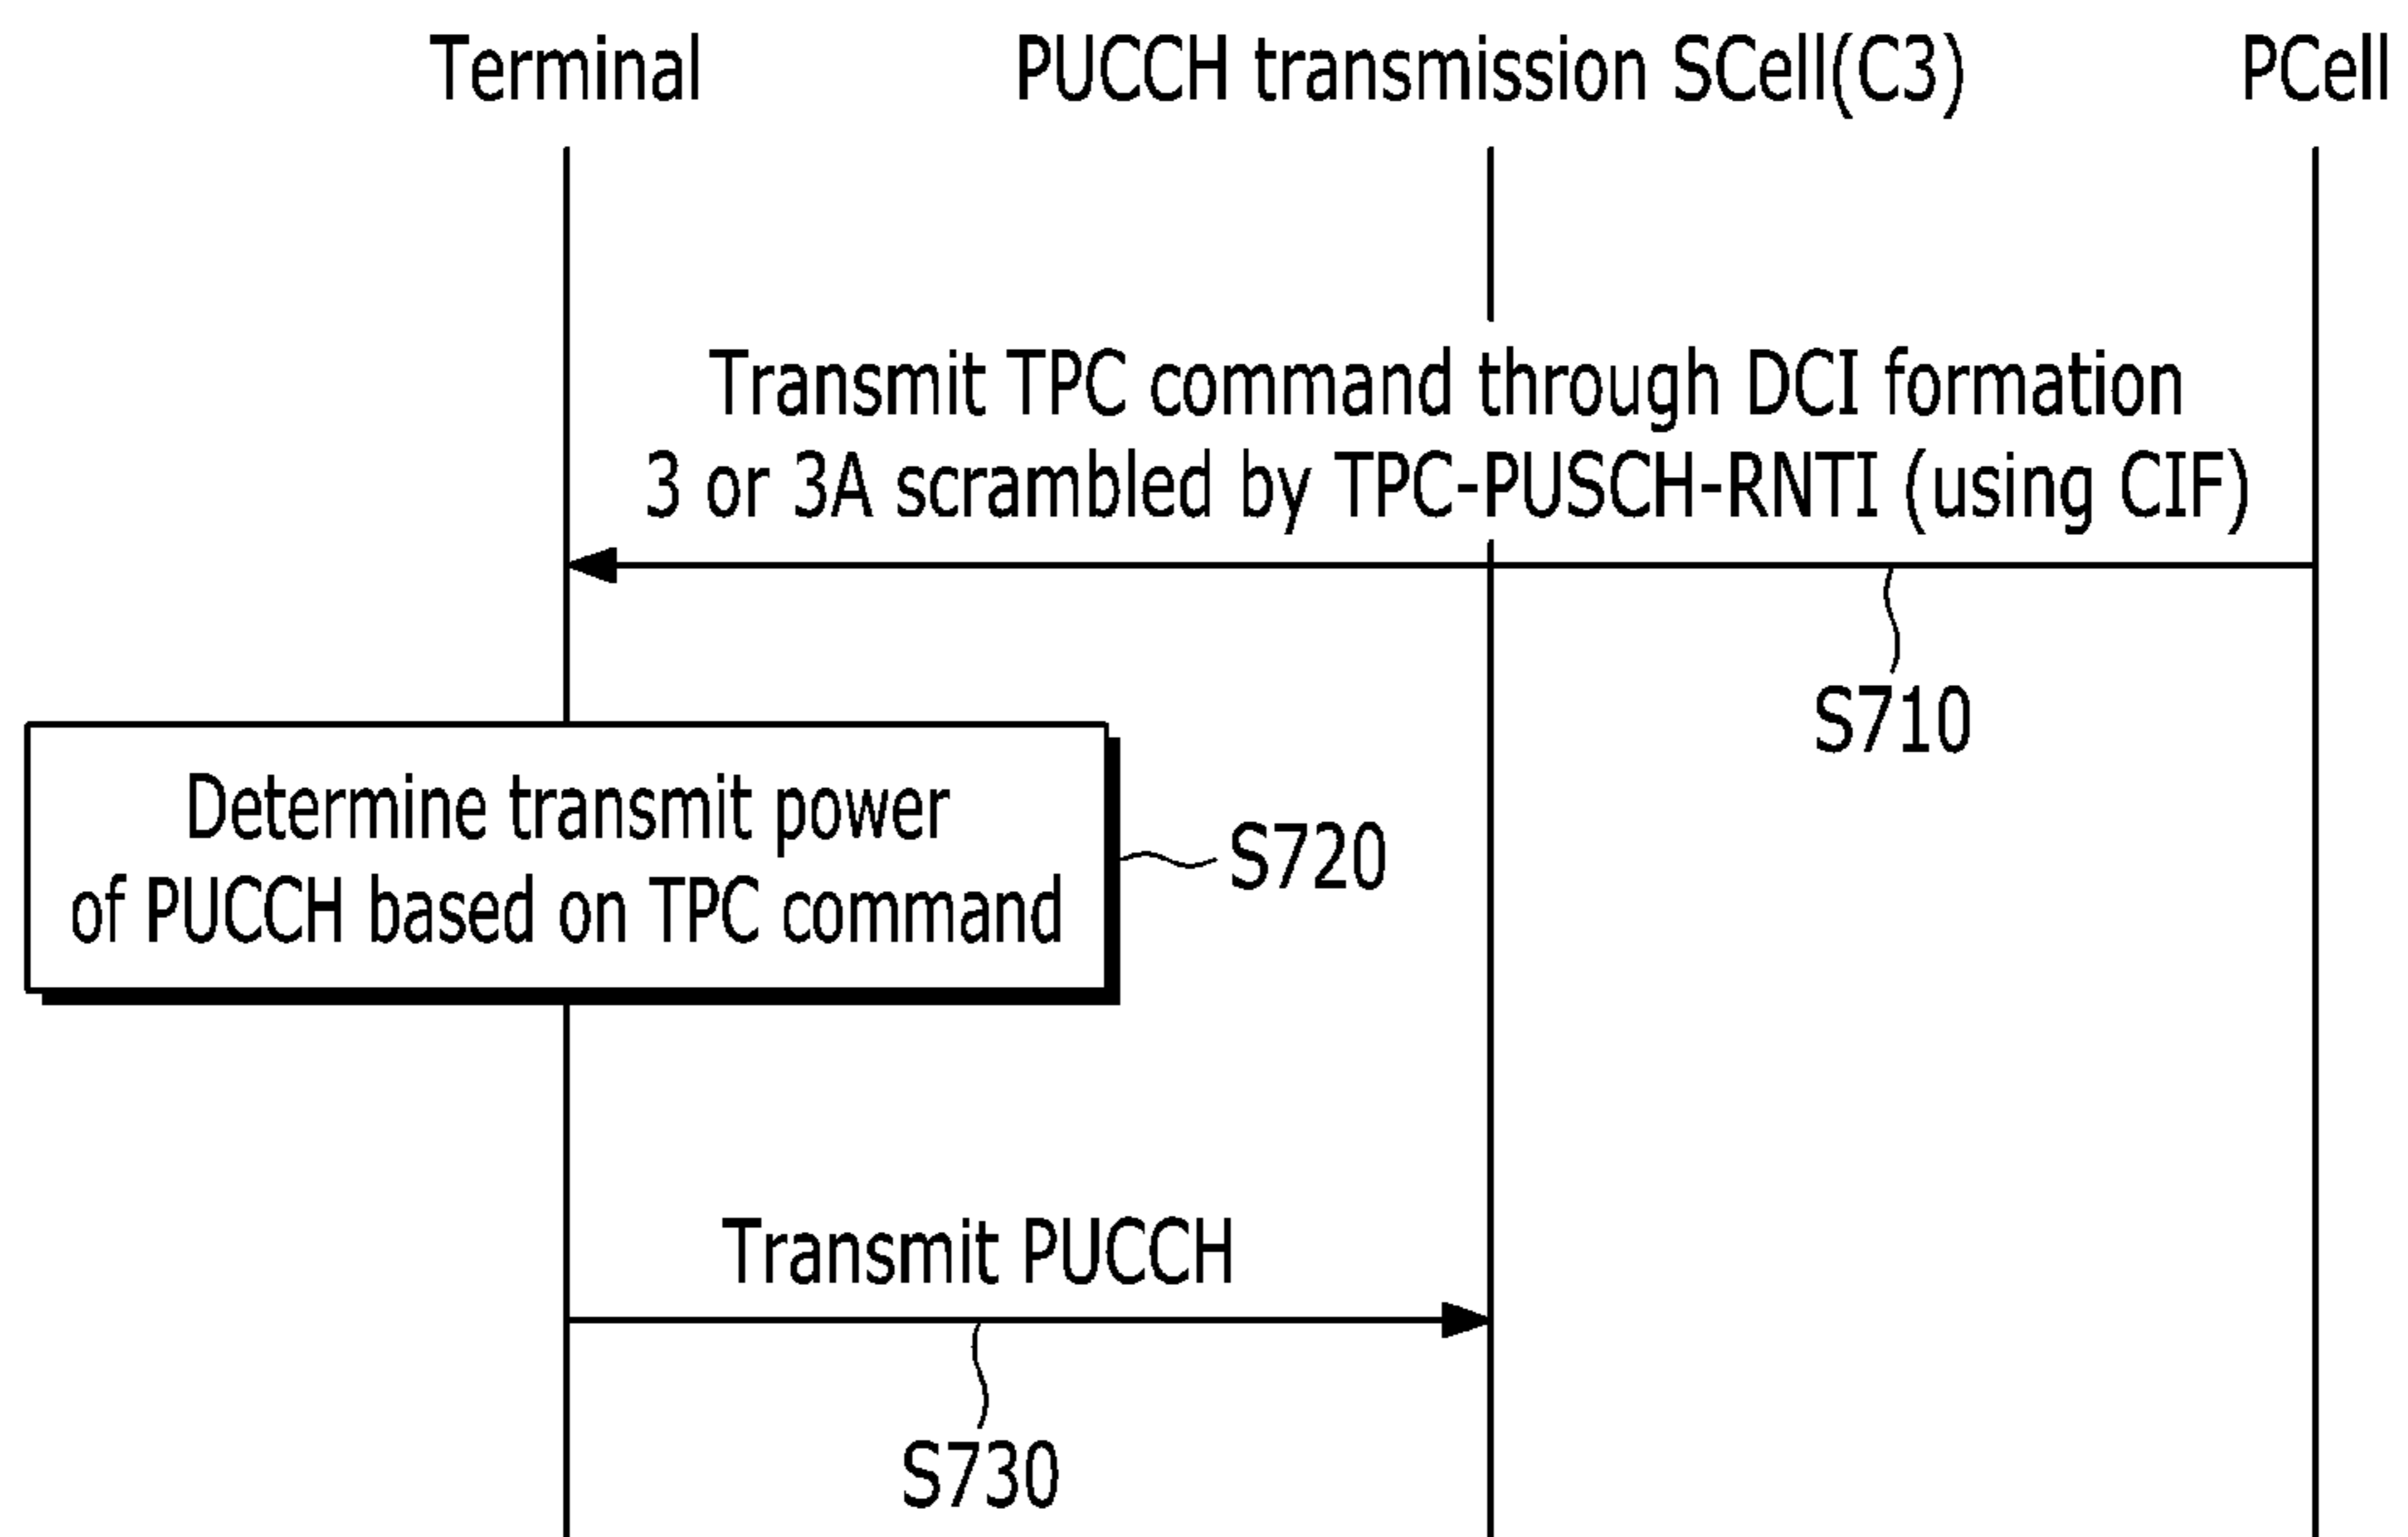 Terminal
PUCCH transmission SCell(C3)
PCell
Transmit TPC command through DCI formation
3 or 3A scrambled by TPC-PUSCH-RNTI (using CIF)
S710
Determine transmit power
of PUCCH based on TPC command
S720
Transmit PUCCH
S730